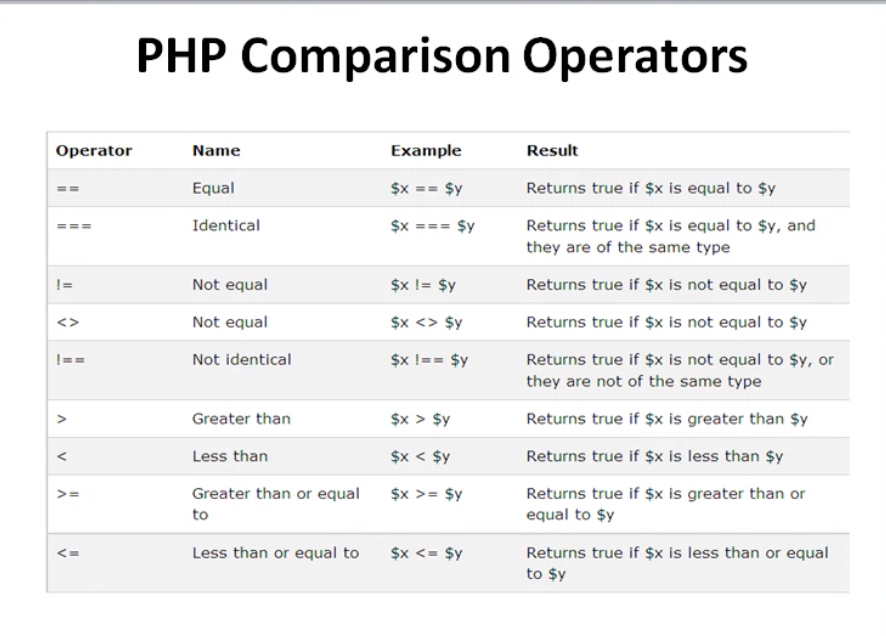 PHP Comparison Operators
Operator Name Example Result
== Equal $x == $y Returns true if $x is equal to $y
=== Identical $x === $y Returns true if $x is equal to $y, and
they are of the same type
!= Not equal $x != $y Returns true if $x is not equal to $y
<> Not equal $x <> $y Returns true if $x is not equal to $y
!== Not identical $x !== $y Returns true if $x is not equal to $y, or
they are not of the same type
> Greater than $x > $y Returns true if $x is greater than $y
< Less than $x < $y Returns true if $x is less than $y
>= Greater than or equal $x >= $y Returns true if $x is greater than or
to equal to $y
<= Less than or equal to $x <= $y Returns true if $x is less than or equal
to $y